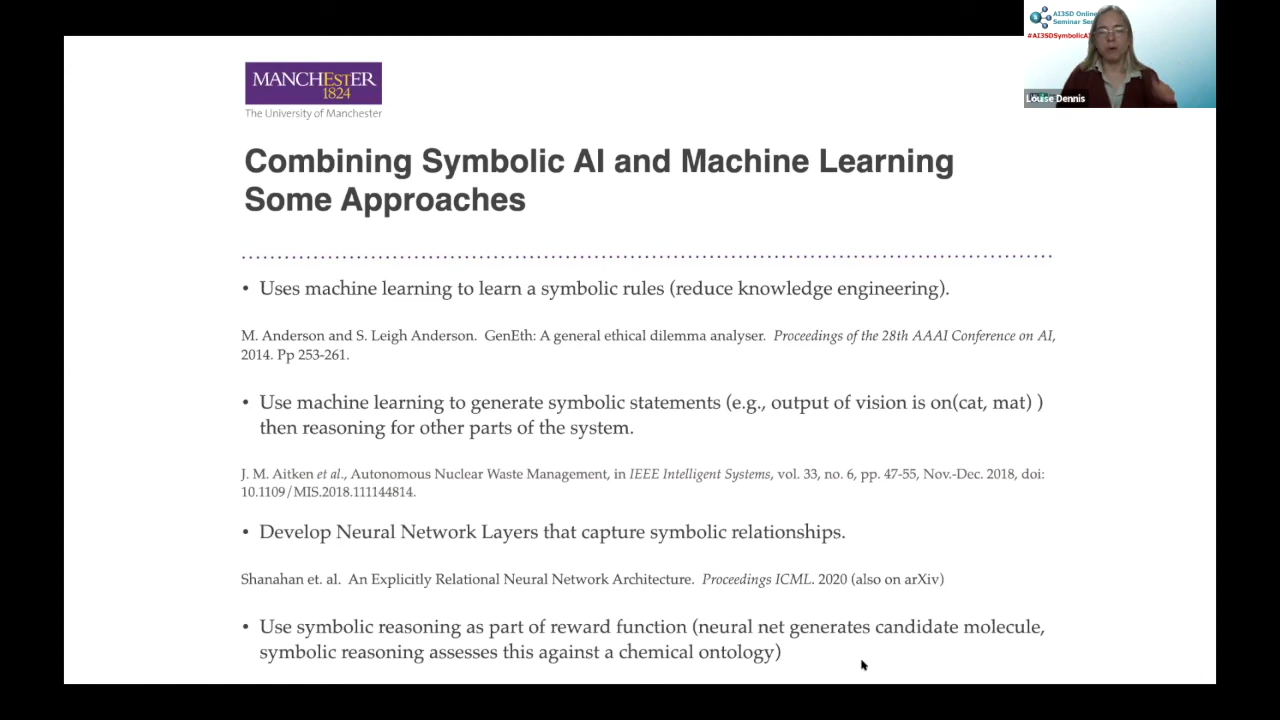 AI3SD Online
Seminar Se
#AI3SDSymbolicAI
Louise Dennis
MANCHESTER
1824
The University of Manchester
Combining Symbolic AI and Machine Learning
Some Approaches
• Uses machine learning to learn a symbolic rules (reduce knowledge engineering).
M. Anderson and S. Leigh Anderson. GenEth: A general ethical dilemma analyser. Proceedings of the 28th AAAI Conference on AI,
2014. Pp 253-261.
• Use machine learning to generate symbolic statements (e.g., output of vision is on(cat, mat) )
then reasoning for other parts of the system.
J. M. Aitken et al., Autonomous Nuclear Waste Management, in IEEE Intelligent Systems, vol. 33, no. 6, pp. 47-55, Nov.-Dec. 2018, doi:
10.1109/MIS.2018.111144814.
• Develop Neural Network Layers that capture symbolic relationships.
Shanahan et. al. An Explicitly Relational Neural Network Architecture. Proceedings ICML. 2020 (also on arXiv)
• Use symbolic reasoning as part of reward function (neural net generates candidate molecule,
symbolic reasoning assesses this against a chemical ontology)